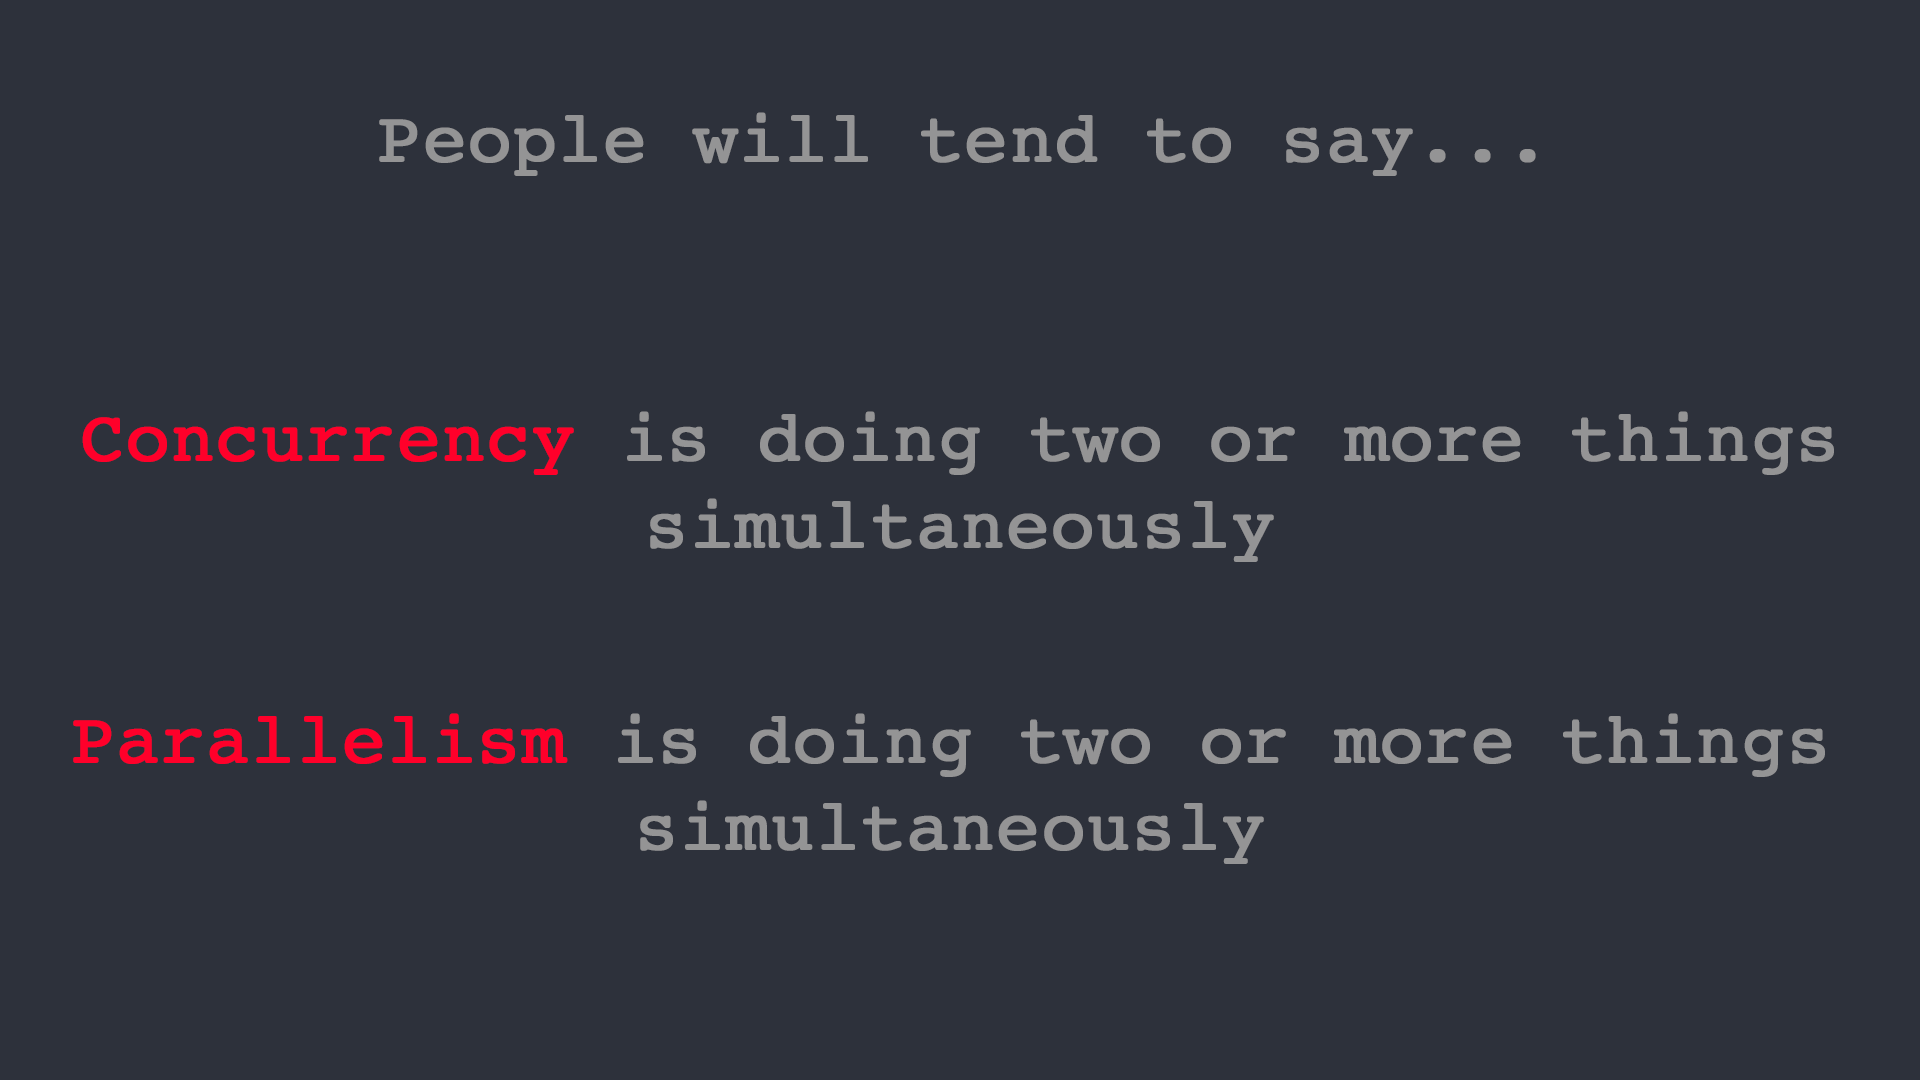 People will tend to say...
Concurrency is doing two or more things
simultaneously
Parallelism is doing two or more things
simultaneously